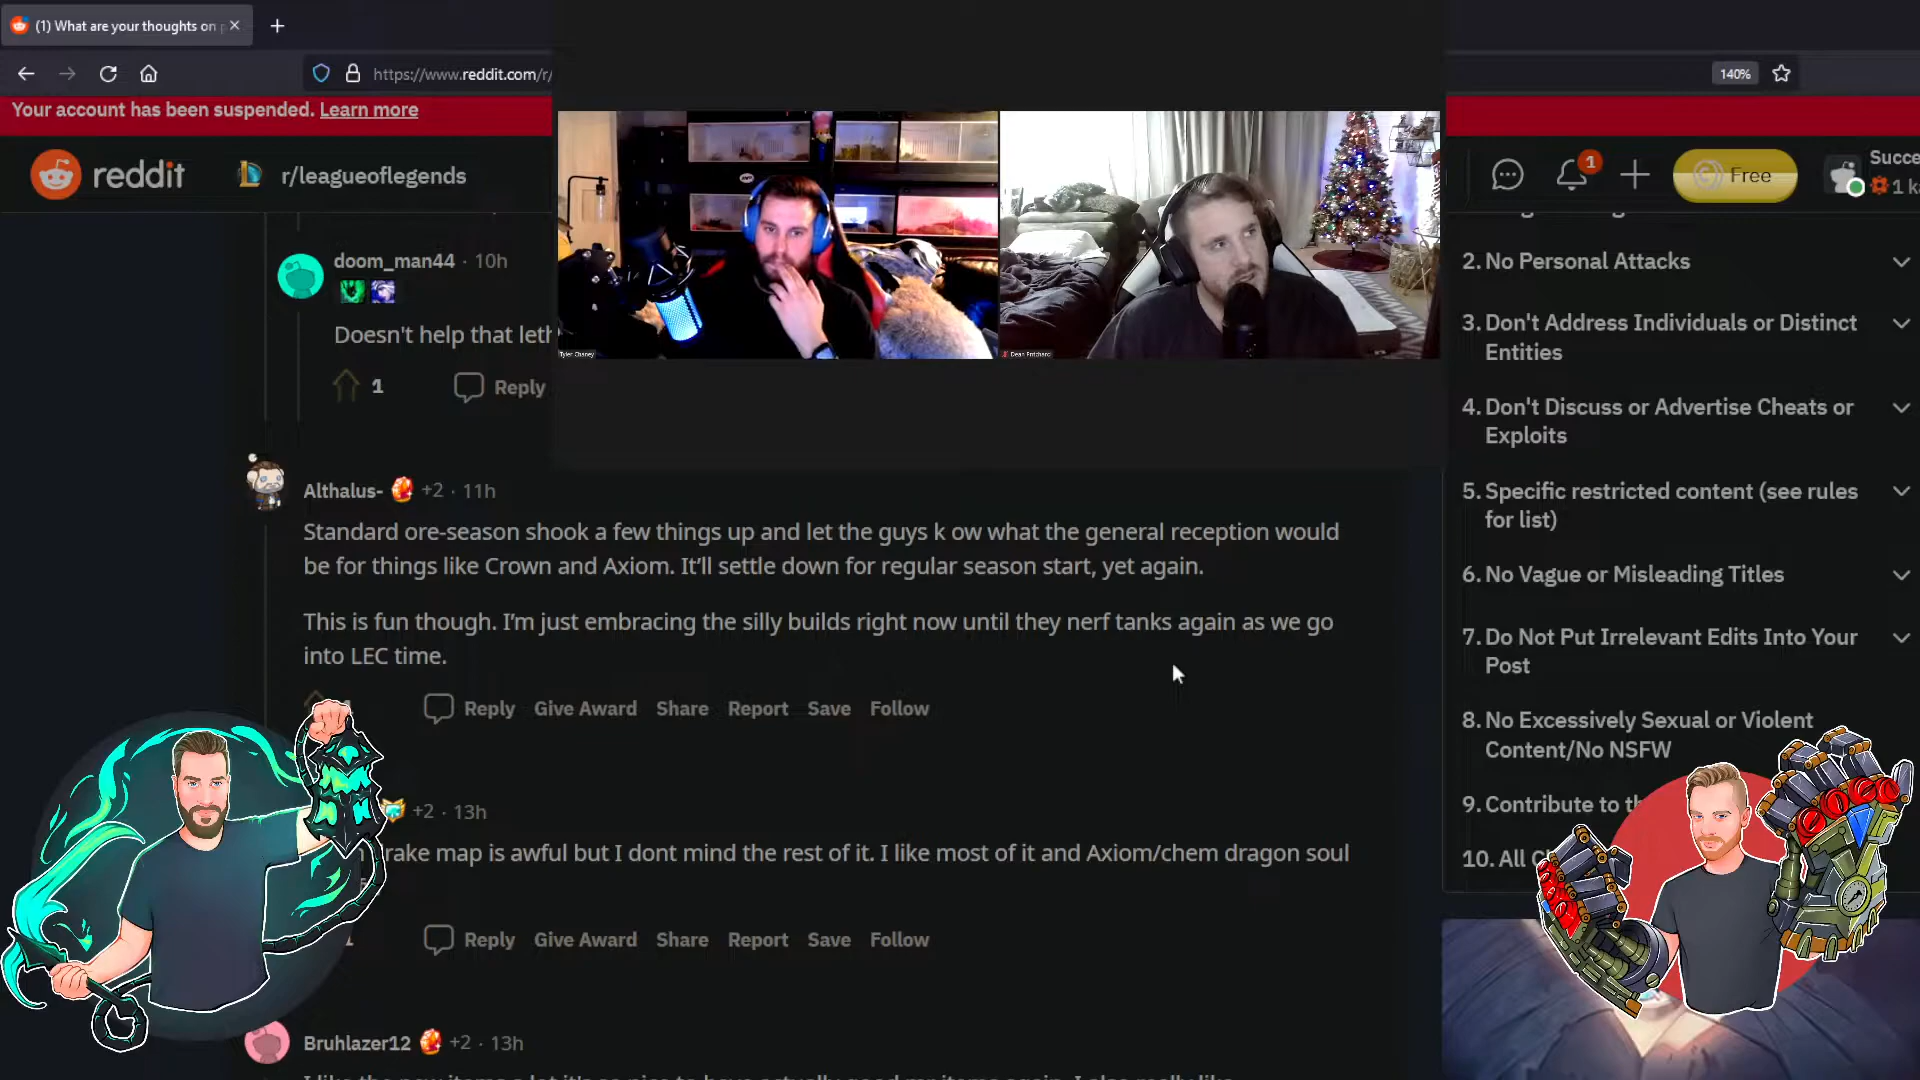 (1) What are your thoughts on
https://www.reddit.com/r/
140%
Your account has been suspended. Learn more
reddit
r/leagueoflegends
1
Free
Succe
1 ka
doom_man44 · 10h
Doesn't help that leth
1
Reply
Tyler Chaney
Dean Pritchard
2. No Personal Attacks
3. Don't Address Individuals or Distinct
Entities
4. Don't Discuss or Advertise Cheats or
Exploits
5. Specific restricted content (see rules
for list)
6. No Vague or Misleading Titles
7. Do Not Put Irrelevant Edits Into Your
Post
8. No Excessively Sexual or Violent
Content/No NSFW
9. Contribute to th
10. All C
Althalus- +2 · 11h
Standard ore-season shook a few things up and let the guys k ow what the general reception would
be for things like Crown and Axiom. It’ll settle down for regular season start, yet again.
This is fun though. I’m just embracing the silly builds right now until they nerf tanks again as we go
into LEC time.
Reply Give Award Share Report Save Follow
+2 · 13h
rake map is awful but I dont mind the rest of it. I like most of it and Axiom/chem dragon soul
1
Reply Give Award Share Report Save Follow
Bruhlazer12 +2 · 13h